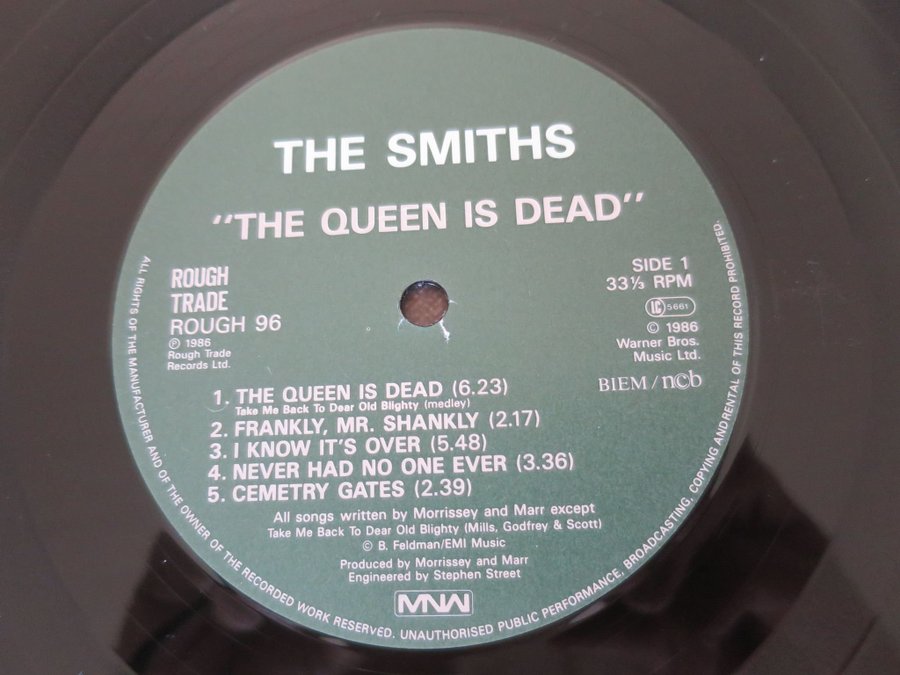 THE SMITHS
"THE QUEEN IS DEAD"
ROUGH
TRADE
ROUGH 96
℗ 1986
Rough Trade
Records Ltd.
SIDE 1
33⅓ RPM
LC 5661
© 1986
Warner Bros.
Music Ltd.
BIEM/n©b
1. THE QUEEN IS DEAD (6.23)
Take Me Back To Dear Old Blighty (medley)
2. FRANKLY, MR. SHANKLY (2.17)
3. I KNOW IT'S OVER (5.48)
4. NEVER HAD NO ONE EVER (3.36)
5. CEMETRY GATES (2.39)
All songs written by Morrissey and Marr except
Take Me Back To Dear Old Blighty (Mills, Godfrey & Scott)
© B. Feldman/EMI Music
Produced by Morrissey and Marr
Engineered by Stephen Street
MNW
ALL RIGHTS OF THE MANUFACTURER AND OF THE OWNER OF THE RECORDED WORK RESERVED. UNAUTHORISED PUBLIC PERFORMANCE, BROADCASTING, COPYING ANDRENTAL OF THIS RECORD PROHIBITED.